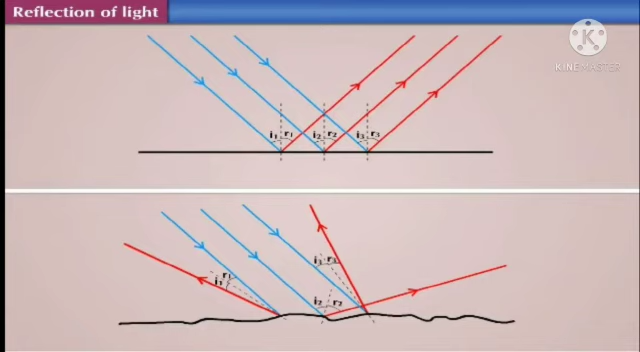 Reflection of light
K
KINEMASTER
i1 r1 i2 r2 i3 r3
i3 r3
r1
i1
i2 r2